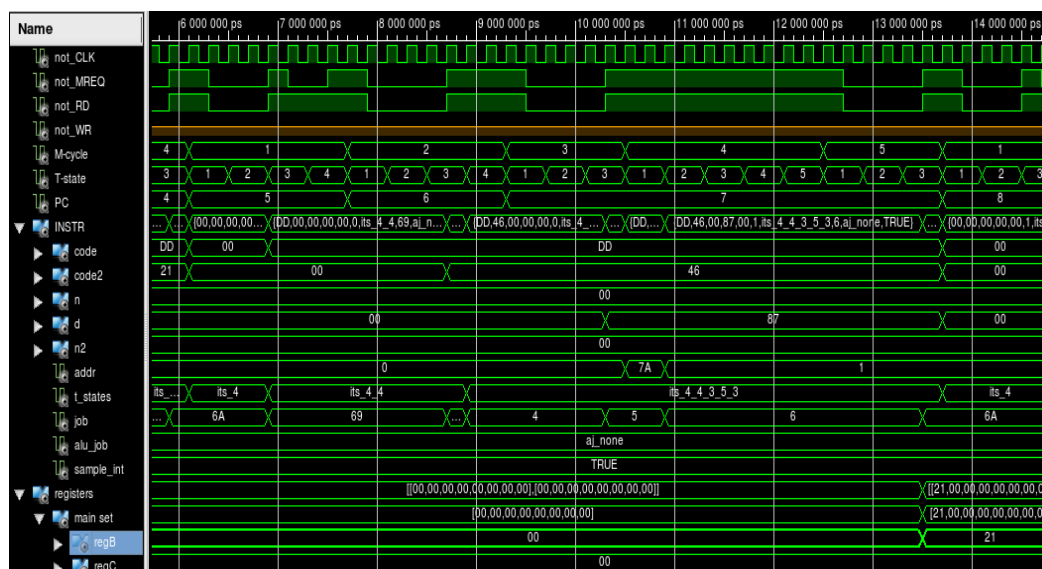 Name 6 000 000 ps 7 000 000 ps 8 000 000 ps 9 000 000 ps 10 000 000 ps 11 000 000 ps 12 000 000 ps 13 000 000 ps 14 000 000 ps
not_CLK
not_MREQ
not_RD
not_WR
M-cycle 4 1 2 3 4 5 1
T-state 3 1 2 3 4 1 2 3 4 1 2 3 1 2 3 4 5 1 2 3 1 2 3
PC 4 5 6 7 8
INSTR ... ... {00,00,00,00... {DD,00,00,00,00,0,its_4_4,69,aj_n... ... {DD,46,00,00,00,0,its_4_... ... {DD,... {DD,46,00,87,00,1,its_4_4_3_5_3,6,aj_none,TRUE} ... {00,00,00,00,00,1,its
code DD 00 DD 00
code2 21 00 46 00
n 00
d 00 87 00
n2 00
addr 0 7A 1
t_states its_... its_4 its_4_4 its_4_4_3_5_3 its_4
job ... 6A 69 ... 4 5 6 6A
alu_job aj_none
sample_int TRUE
registers [[00,00,00,00,00,00,00,00],[00,00,00,00,00,00,00,00]] [[21,00,00,00,00,00,00,0
main set [00,00,00,00,00,00,00,00] [21,00,00,00,00,00,00,0
regB 00 21
regC 00